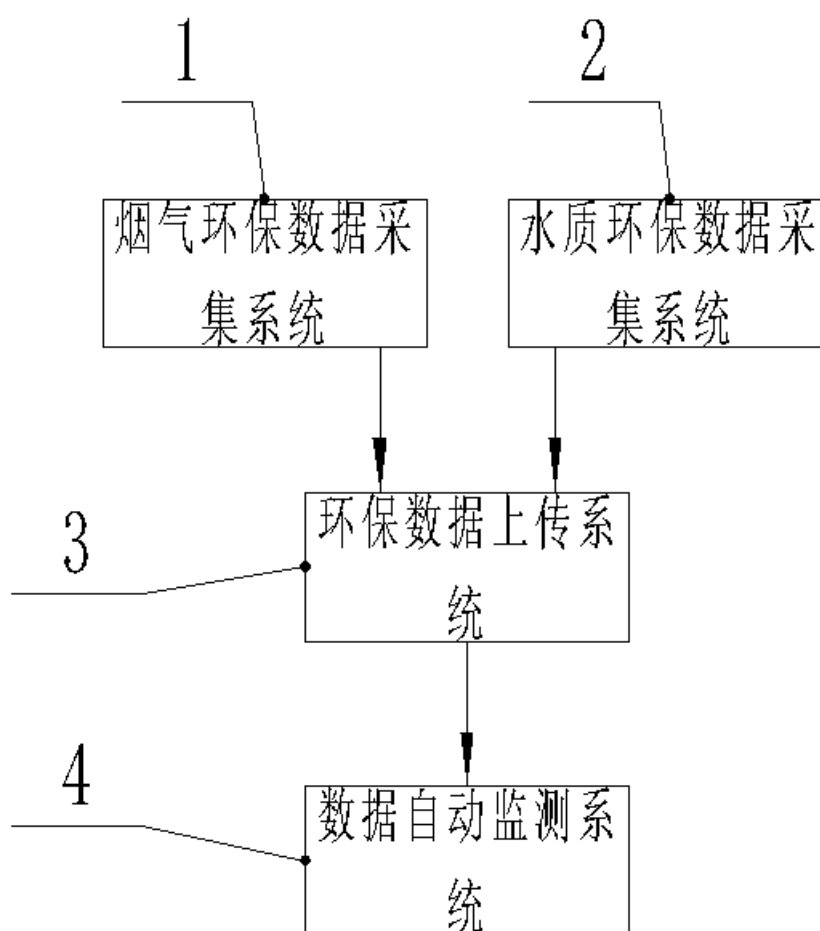 1
2
烟气环保数据采
集系统
水质环保数据采
集系统
3
环保数据上传系
统
4
数据自动监测系
统